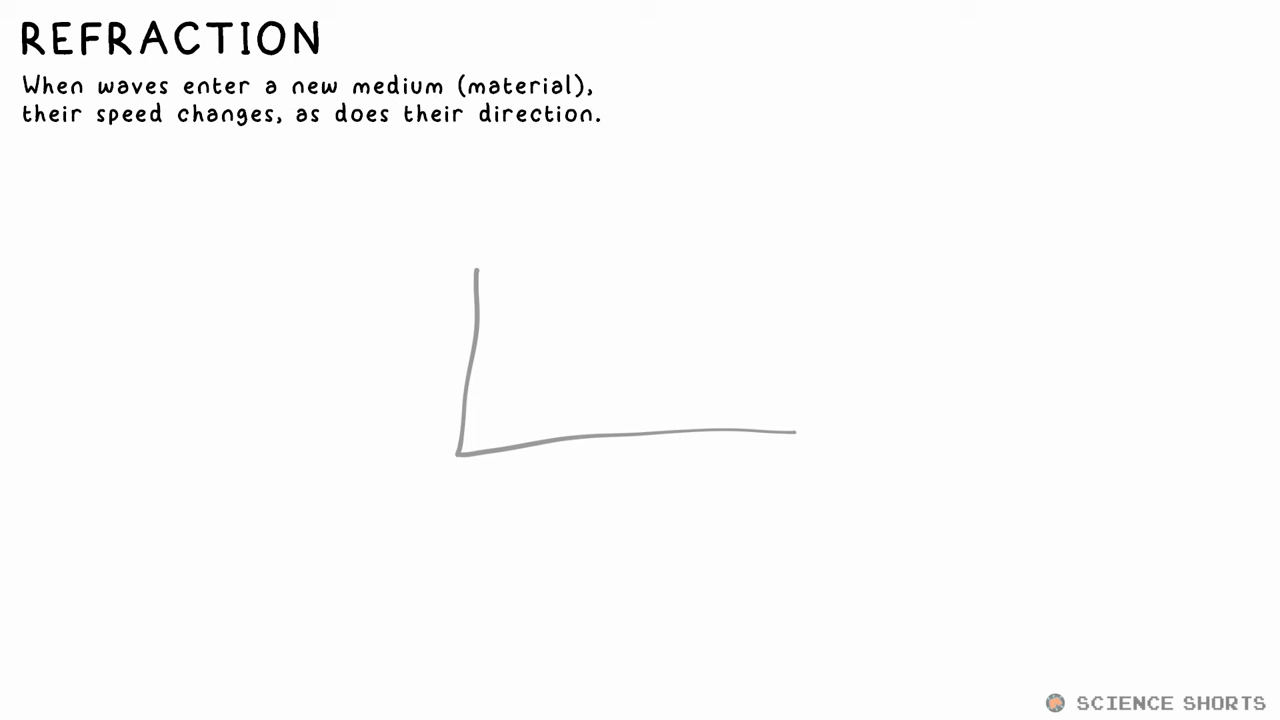 REFRACTION
When waves enter a new medium (material),
their speed changes, as does their direction.
SCIENCE SHORTS